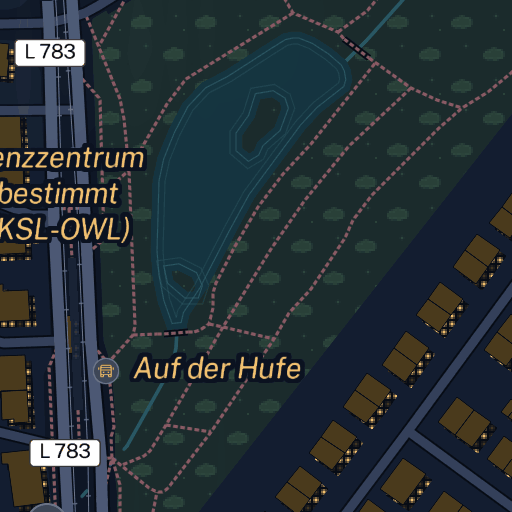 L 783
enzzentrum
bestimmt
KSL-OWL)
Auf der Hufe
L 783